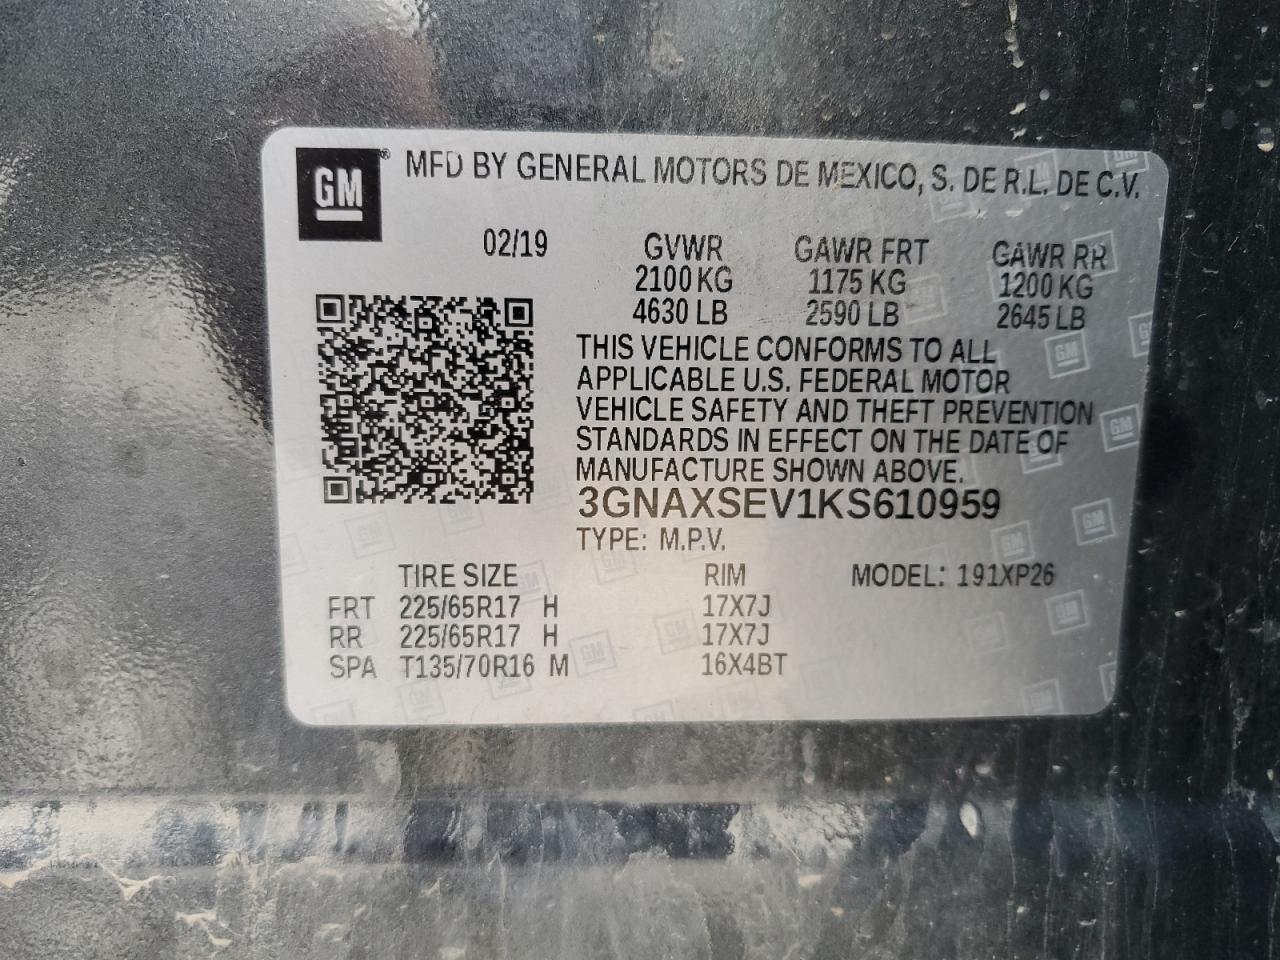 GM® MFD BY GENERAL MOTORS DE MEXICO, S. DE R.L. DE C.V.
02/19 GVWR GAWR FRT GAWR RR
2100 KG 1175 KG 1200 KG
4630 LB 2590 LB 2645 LB
THIS VEHICLE CONFORMS TO ALL
APPLICABLE U.S. FEDERAL MOTOR
VEHICLE SAFETY AND THEFT PREVENTION
STANDARDS IN EFFECT ON THE DATE OF
MANUFACTURE SHOWN ABOVE.
3GNAXSEV1KS610959
TYPE: M.P.V.
TIRE SIZE RIM MODEL: 191XP26
FRT 225/65R17 H 17X7J
RR 225/65R17 H 17X7J
SPA T135/70R16 M 16X4BT